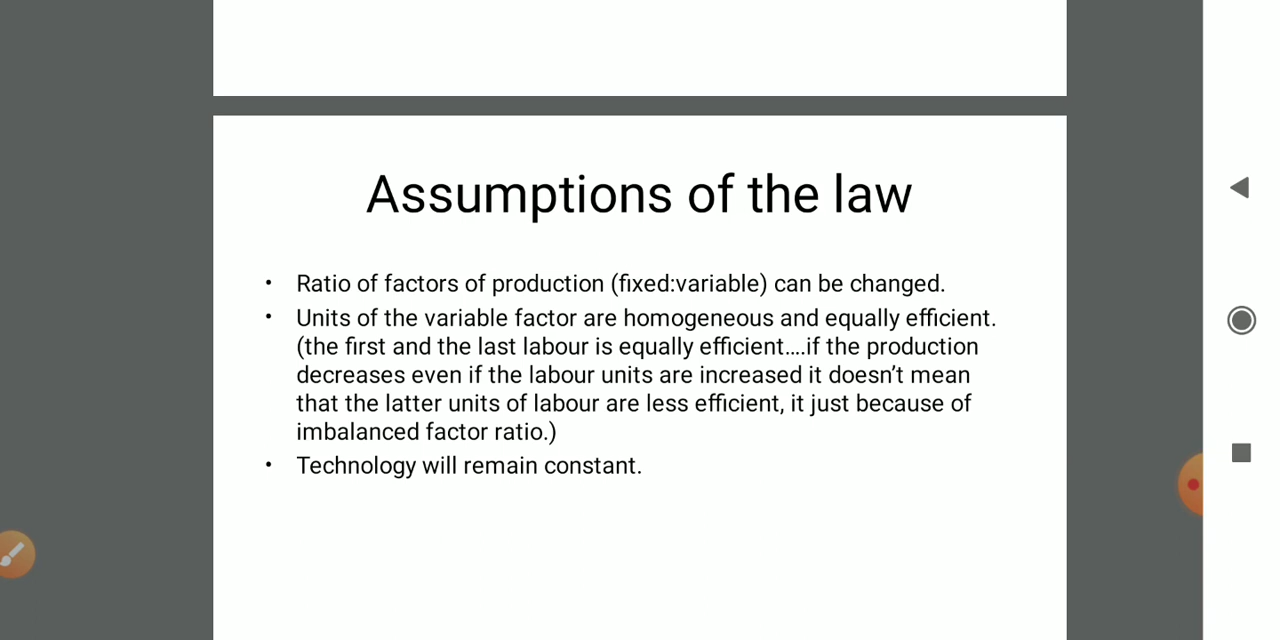 Assumptions of the law
• Ratio of factors of production (fixed:variable) can be changed.
• Units of the variable factor are homogeneous and equally efficient.
(the first and the last labour is equally efficient....if the production
decreases even if the labour units are increased it doesn’t mean
that the latter units of labour are less efficient, it just because of
imbalanced factor ratio.)
• Technology will remain constant.